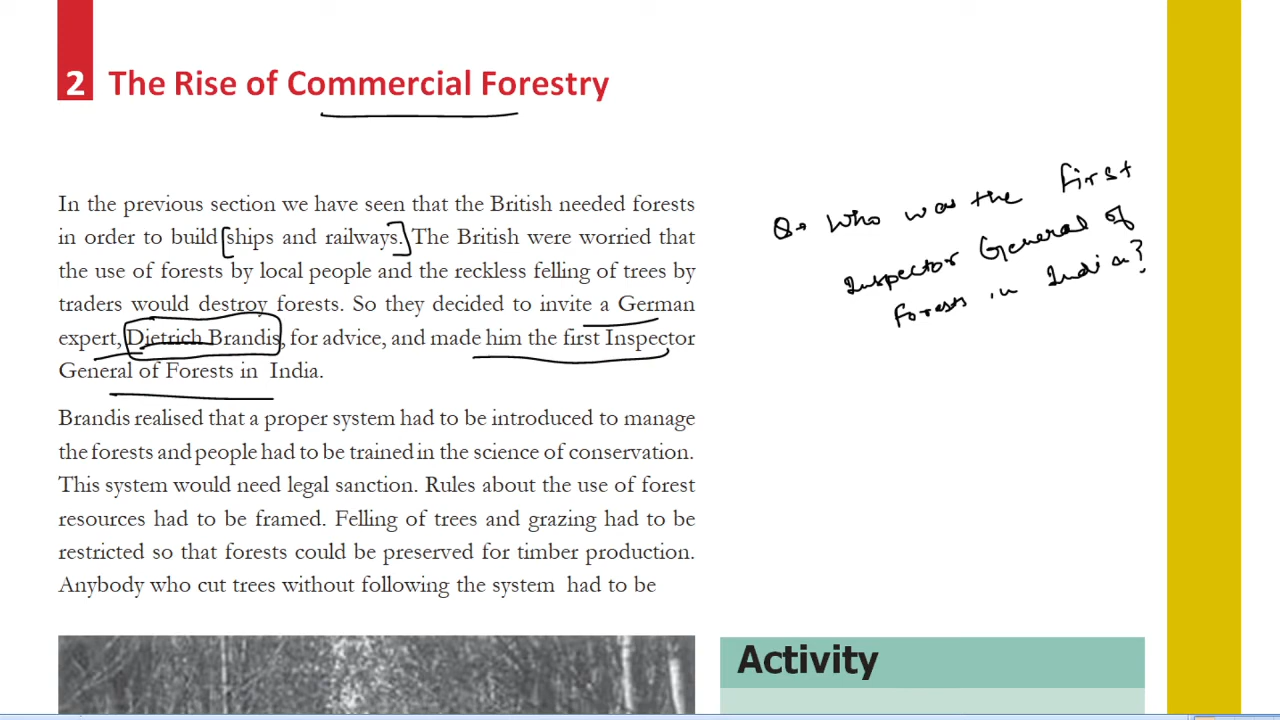 2 The Rise of Commercial Forestry
In the previous section we have seen that the British needed forests
in order to build [ships and railways.] The British were worried that
the use of forests by local people and the reckless felling of trees by
traders would destroy forests. So they decided to invite a German
expert, Dietrich Brandis, for advice, and made him the first Inspector
General of Forests in India.
Brandis realised that a proper system had to be introduced to manage
the forests and people had to be trained in the science of conservation.
This system would need legal sanction. Rules about the use of forest
resources had to be framed. Felling of trees and grazing had to be
restricted so that forests could be preserved for timber production.
Anybody who cut trees without following the system had to be
Q. Who was the first
Inspector General of
forests in India?
Activity